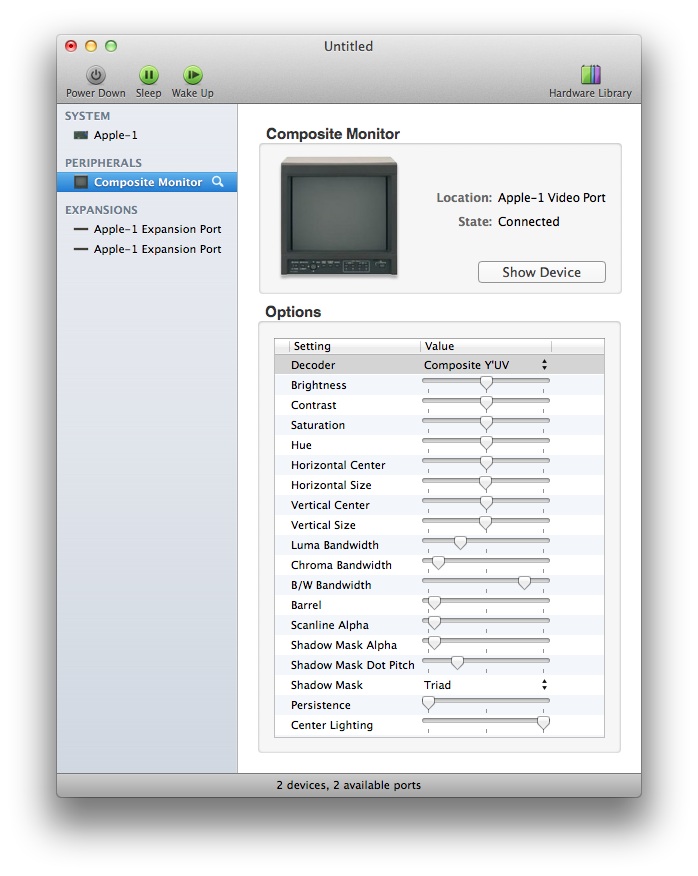 Untitled
Power Down Sleep Wake Up Hardware Library
SYSTEM
Apple-1
PERIPHERALS
Composite Monitor
EXPANSIONS
Apple-1 Expansion Port
Apple-1 Expansion Port
Composite Monitor
Location: Apple-1 Video Port
State: Connected
Show Device
Options
Setting Value
Decoder Composite Y'UV
Brightness
Contrast
Saturation
Hue
Horizontal Center
Horizontal Size
Vertical Center
Vertical Size
Luma Bandwidth
Chroma Bandwidth
B/W Bandwidth
Barrel
Scanline Alpha
Shadow Mask Alpha
Shadow Mask Dot Pitch
Shadow Mask Triad
Persistence
Center Lighting
2 devices, 2 available ports